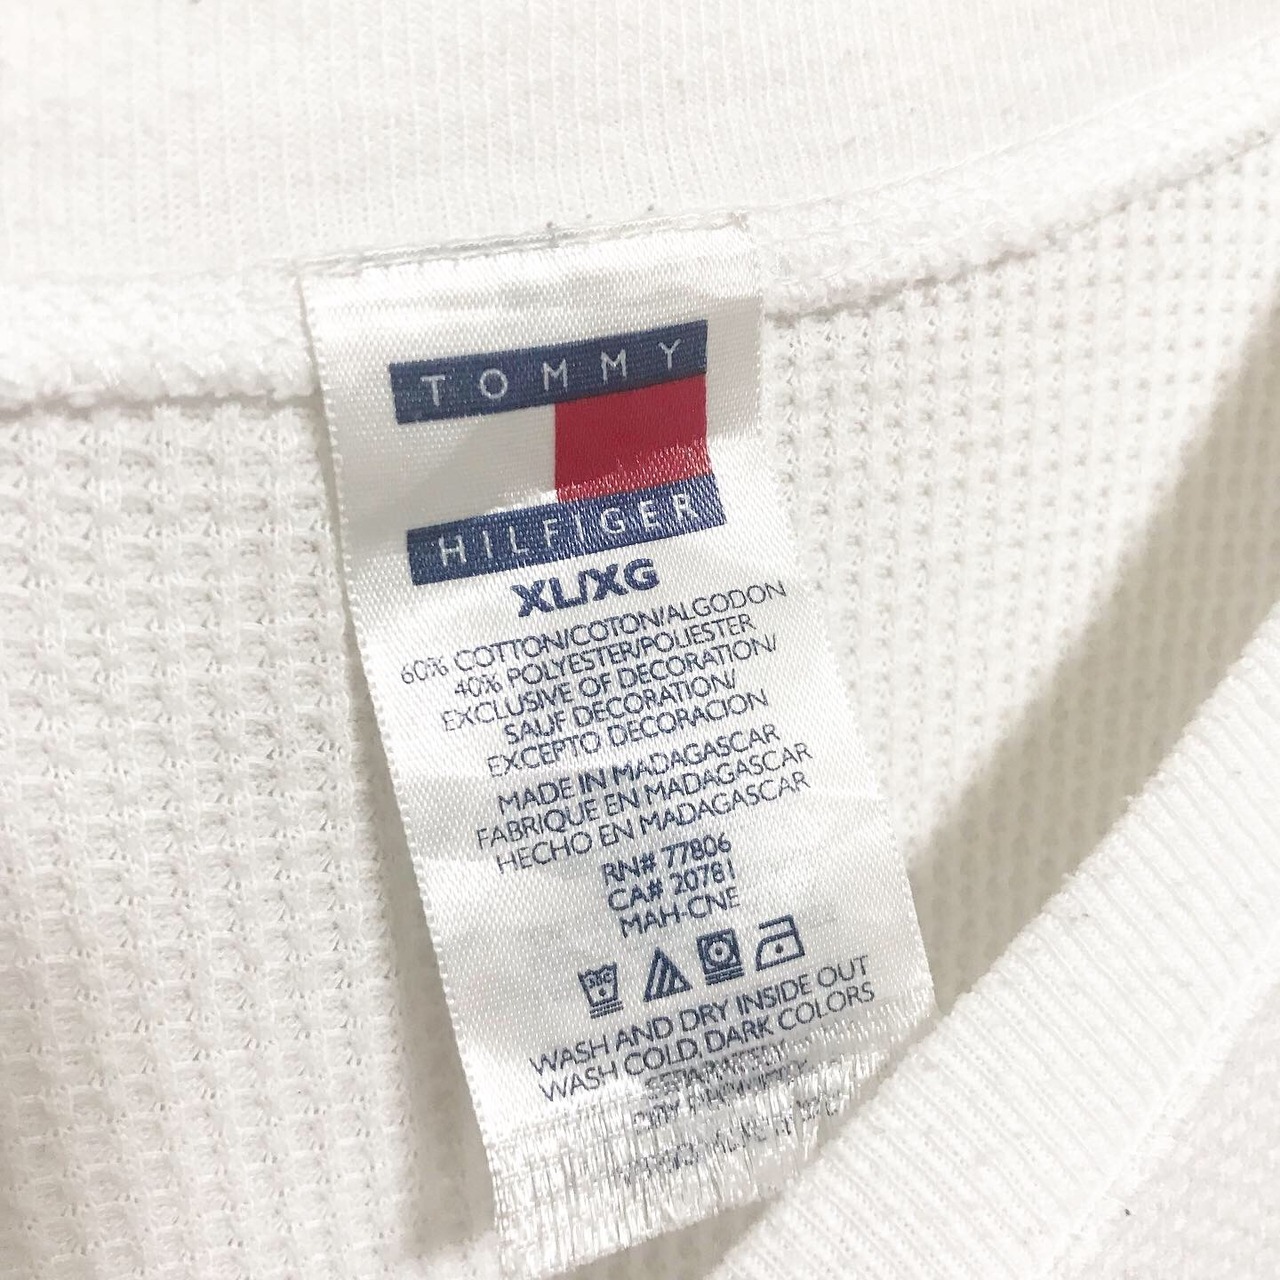 TOMMY
HILFIGER
XL/XG
60% COTTON/COTON/ALGODON
40% POLYESTER/POLIESTER
EXCLUSIVE OF DECORATION/
SAUF DECORATION/
EXCEPTO DECORACION
MADE IN MADAGASCAR
FABRIQUE EN MADAGASCAR
HECHO EN MADAGASCAR
RN# 77806
CA# 20781
MAH-CNE
WASH AND DRY INSIDE OUT
WASH COLD, DARK COLORS
SEPARATELY